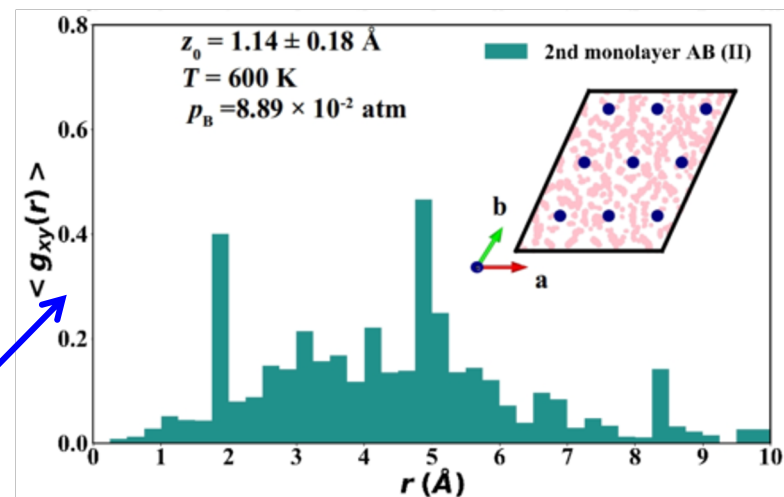 0.8
z₀ = 1.14 ± 0.18 Å
2nd monolayer AB (II)
T = 600 K
p_B =8.89 × 10⁻² atm
0.6
< g_xy(r) >
b
0.4
a
0.2
0.0
0 1 2 3 4 5 6 7 8 9 10
r (Å)